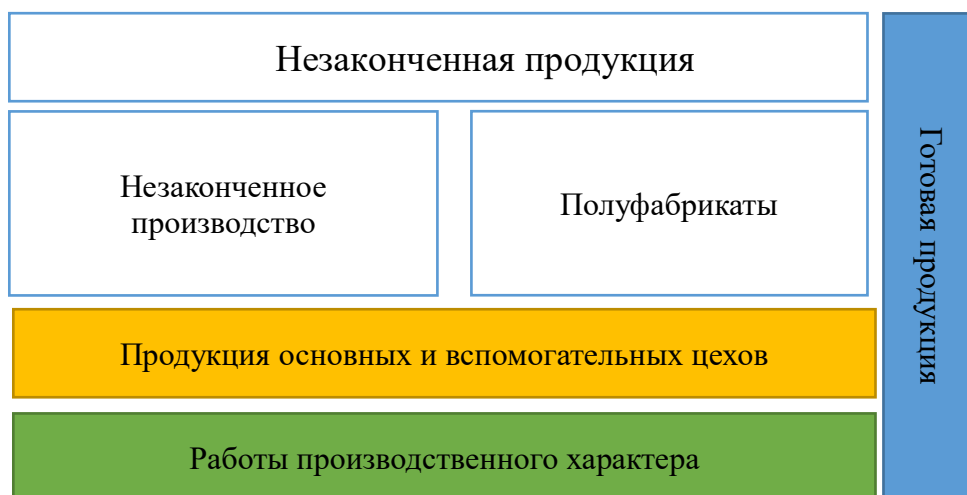 Незаконченная продукция
Незаконченное
производство
Полуфабрикаты
Продукция основных и вспомогательных цехов
Работы производственного характера
Готовая продукция